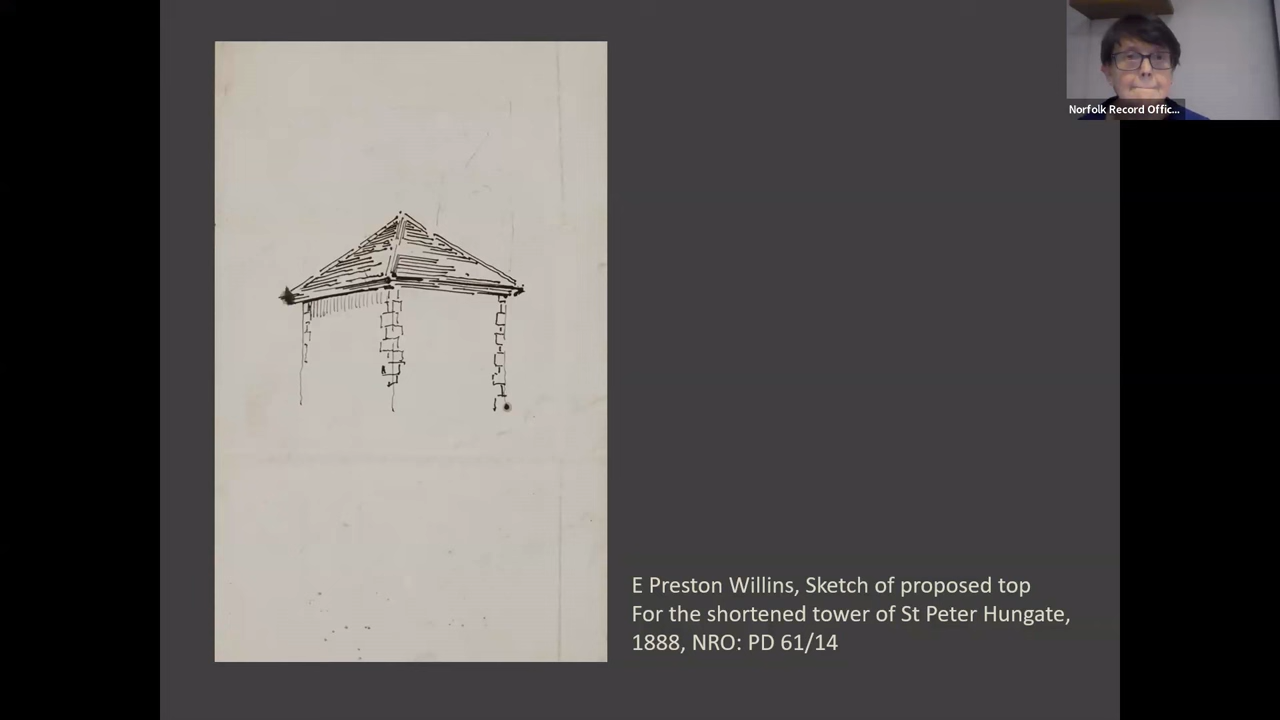 Norfolk Record Offic...
E Preston Willins, Sketch of proposed top
For the shortened tower of St Peter Hungate,
1888, NRO: PD 61/14